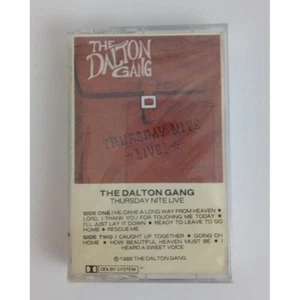 THE
DALTON
GANG
THURSDAY NITE
LIVE!
THE DALTON GANG
THURSDAY NITE LIVE
SIDE ONE: HE CAME A LONG WAY FROM HEAVEN •
LORD, I THANK YOU FOR TOUCHING ME TODAY •
I'LL JUST LAY IT DOWN • READY TO LEAVE TO GO
HOME • RESCUE ME
SIDE TWO: I CAUGHT UP TOGETHER • GOING ON
HOME • HOW BEAUTIFUL HEAVEN MUST BE • I
HEARD A SWEET VOICE
DOLBY SYSTEM
© 1986 THE DALTON GANG